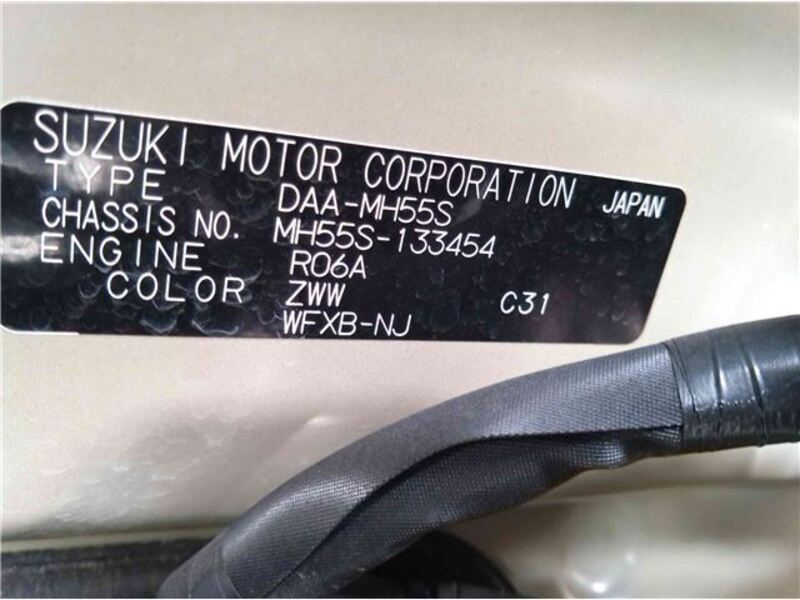 SUZUKI MOTOR CORPORATION JAPAN
TYPE DAA-MH55S
CHASSIS NO. MH55S-133454
ENGINE R06A
COLOR ZWW C31
WFXB-NJ